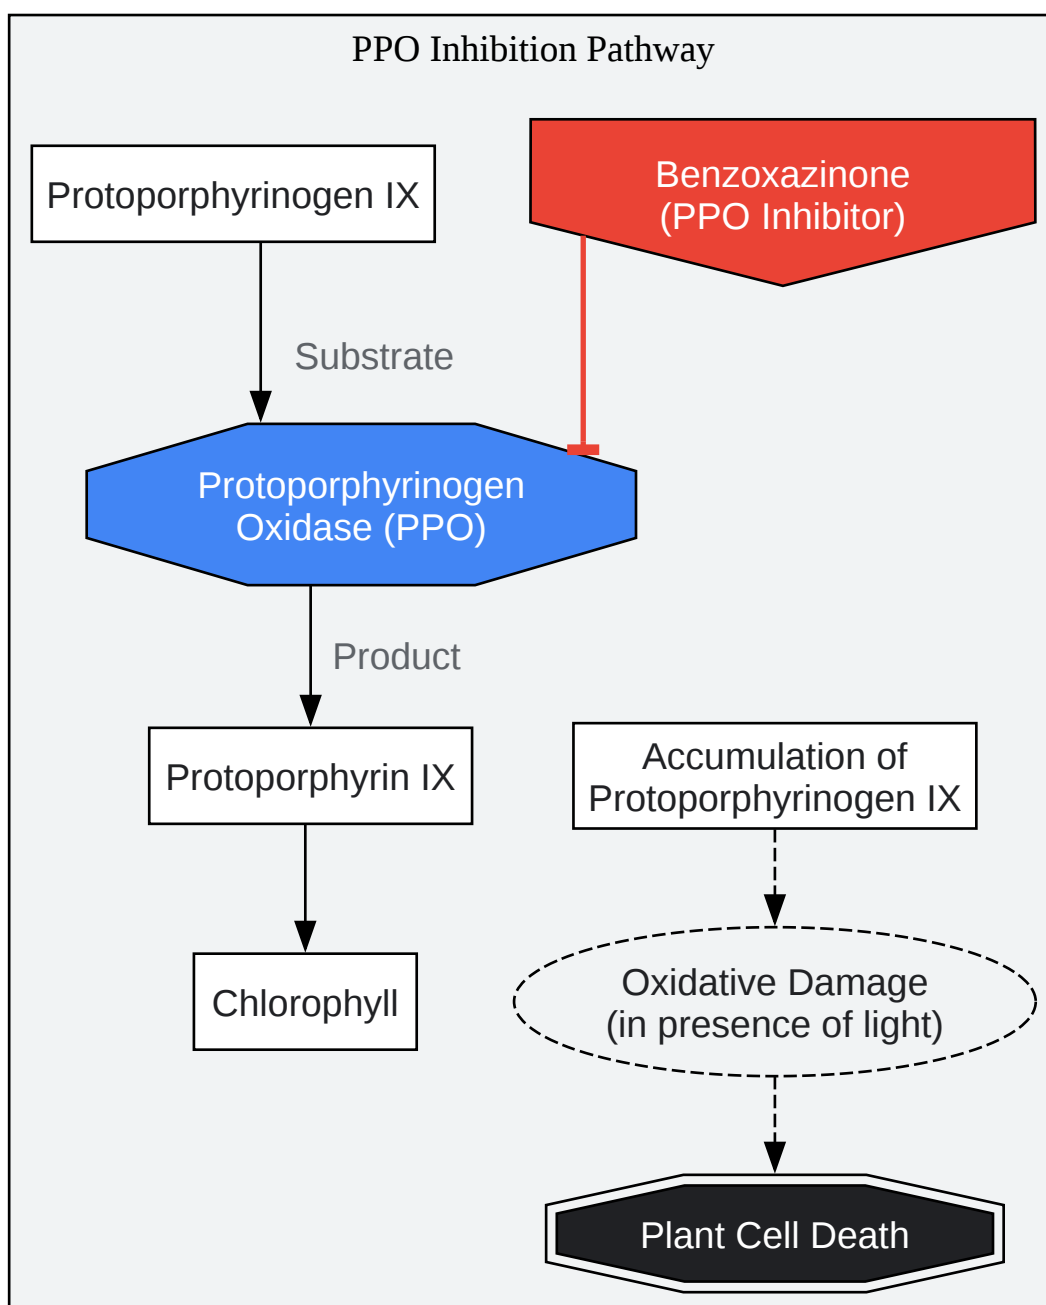 PPO Inhibition Pathway
Protoporphyrinogen IX
Benzoxazinone
(PPO Inhibitor)
Substrate
Protoporphyrinogen
Oxidase (PPO)
Product
Protoporphyrin IX
Accumulation of
Protoporphyrinogen IX
Chlorophyll
Oxidative Damage
(in presence of light)
Plant Cell Death